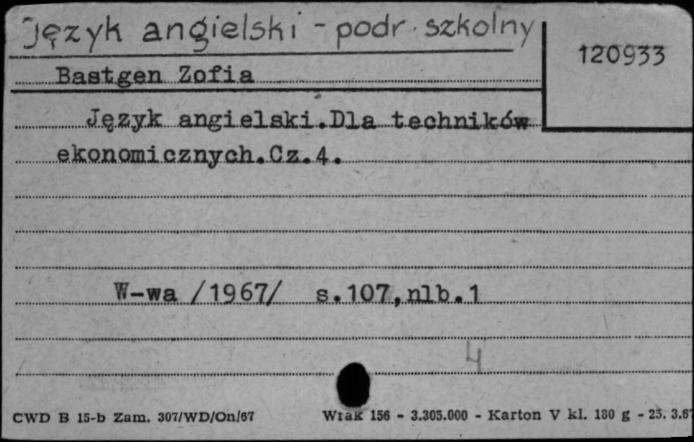 Język angielski - podr. szkolny
120933
Bastgen Zofia
Język angielski.Dla techników
ekonomicznych.Cz.4.
W-wa /1967/ s.107,nlb.1
4
CWD B 15-b Zam. 307/WD/On/67 Wrak 156 - 3.305.000 - Karton V kl. 180 g - 25.3.67